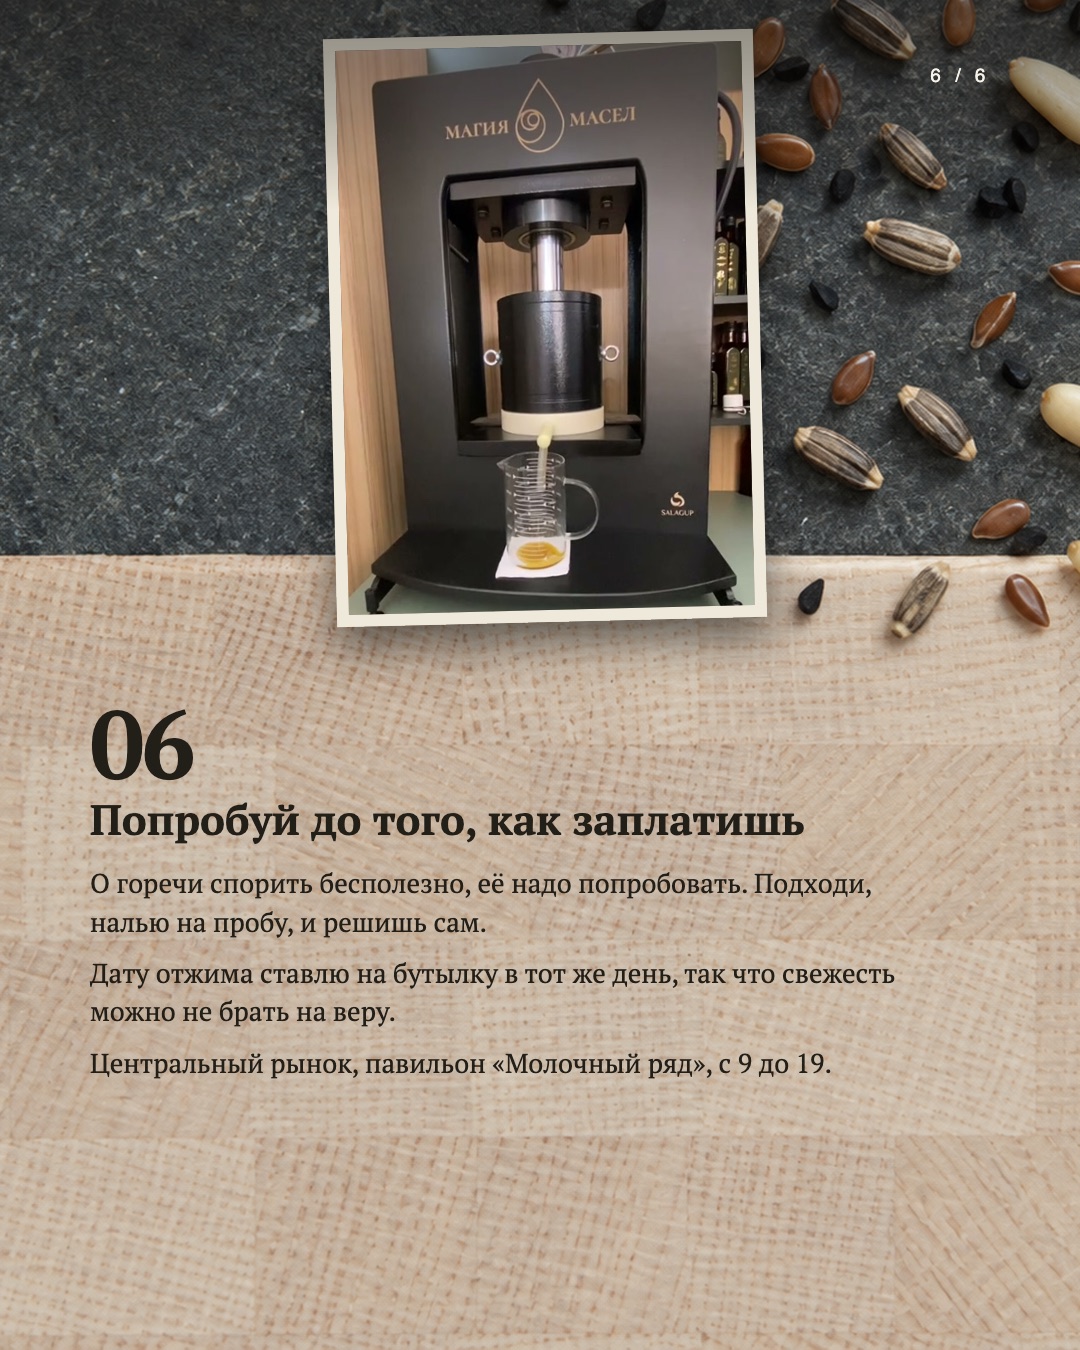 6 / 6
МАГИЯ МАСЕЛ
SALAGUP
06
Попробуй до того, как заплатишь
О горечи спорить бесполезно, её надо попробовать. Подходи,
налью на пробу, и решишь сам.
Дату отжима ставлю на бутылку в тот же день, так что свежесть
можно не брать на веру.
Центральный рынок, павильон «Молочный ряд», с 9 до 19.